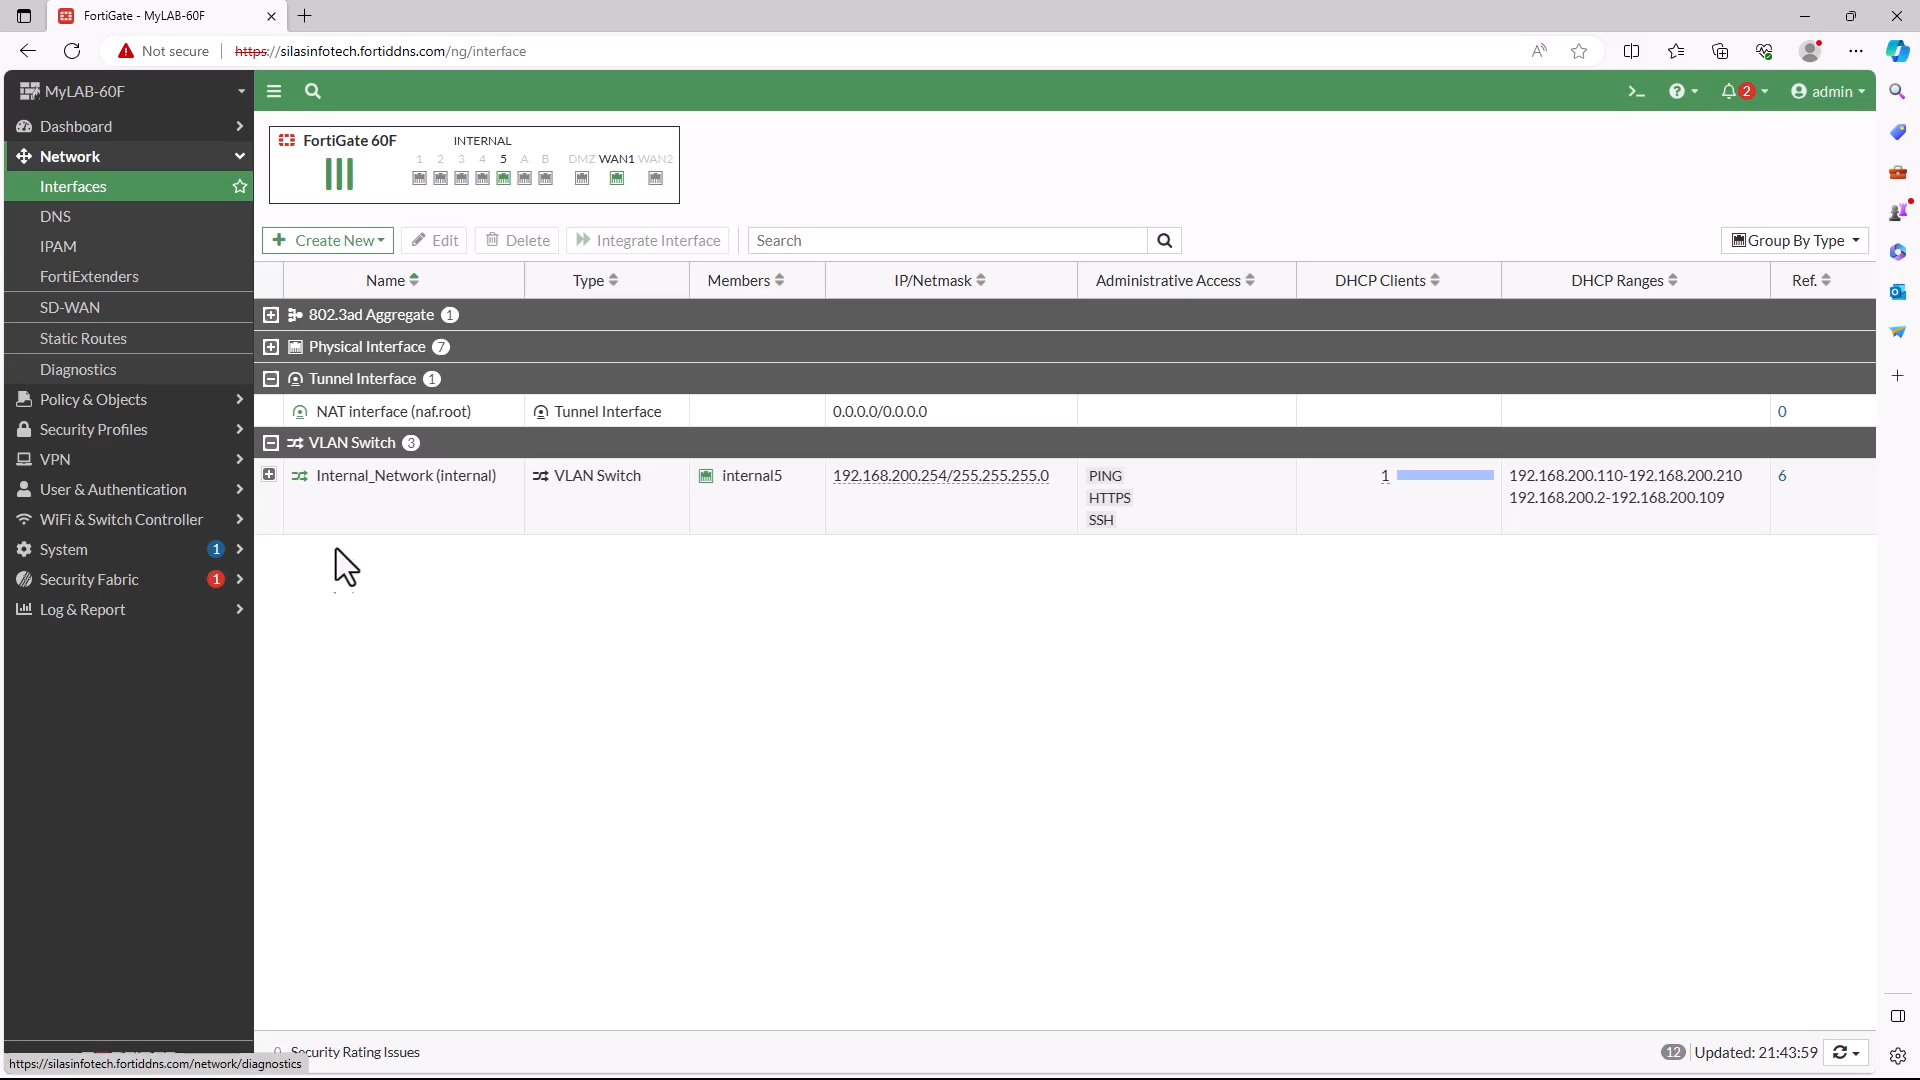 FortiGate - MyLAB-60F
Not secure
https://silasinfotech.fortiddns.com/ng/interface
MyLAB-60F
2
admin
Dashboard
Network
Interfaces
DNS
IPAM
FortiExtenders
SD-WAN
Static Routes
Diagnostics
Policy & Objects
Security Profiles
VPN
User & Authentication
WiFi & Switch Controller
System 1
Security Fabric 1
Log & Report
FortiGate 60F
INTERNAL
1 2 3 4 5 A B DMZ WAN1 WAN2
Create New Edit Delete Integrate Interface Search Group By Type
Name Type Members IP/Netmask Administrative Access DHCP Clients DHCP Ranges Ref.
802.3ad Aggregate 1
Physical Interface 7
Tunnel Interface 1
NAT interface (naf.root) Tunnel Interface 0.0.0.0/0.0.0.0 0
VLAN Switch 3
Internal_Network (internal) VLAN Switch internal5 192.168.200.254/255.255.255.0 PING 1 192.168.200.110-192.168.200.210 6
HTTPS 192.168.200.2-192.168.200.109
SSH
Security Rating Issues
12 Updated: 21:43:59
https://silasinfotech.fortiddns.com/network/diagnostics